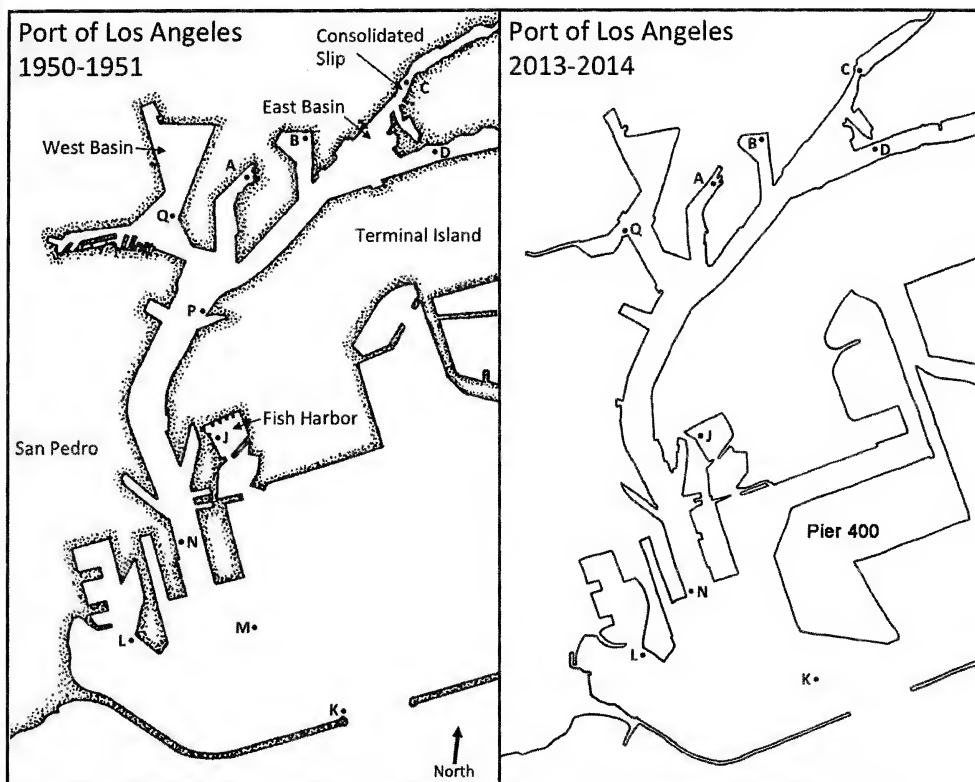 Port of Los Angeles
1950-1951
Consolidated
Slip
C
East Basin
West Basin
B
D
A
Q
Terminal Island
P
Fish Harbor
J
San Pedro
N
M
L
K
North
Port of Los Angeles
2013-2014
C
B
D
A
Q
J
Pier 400
N
L
K